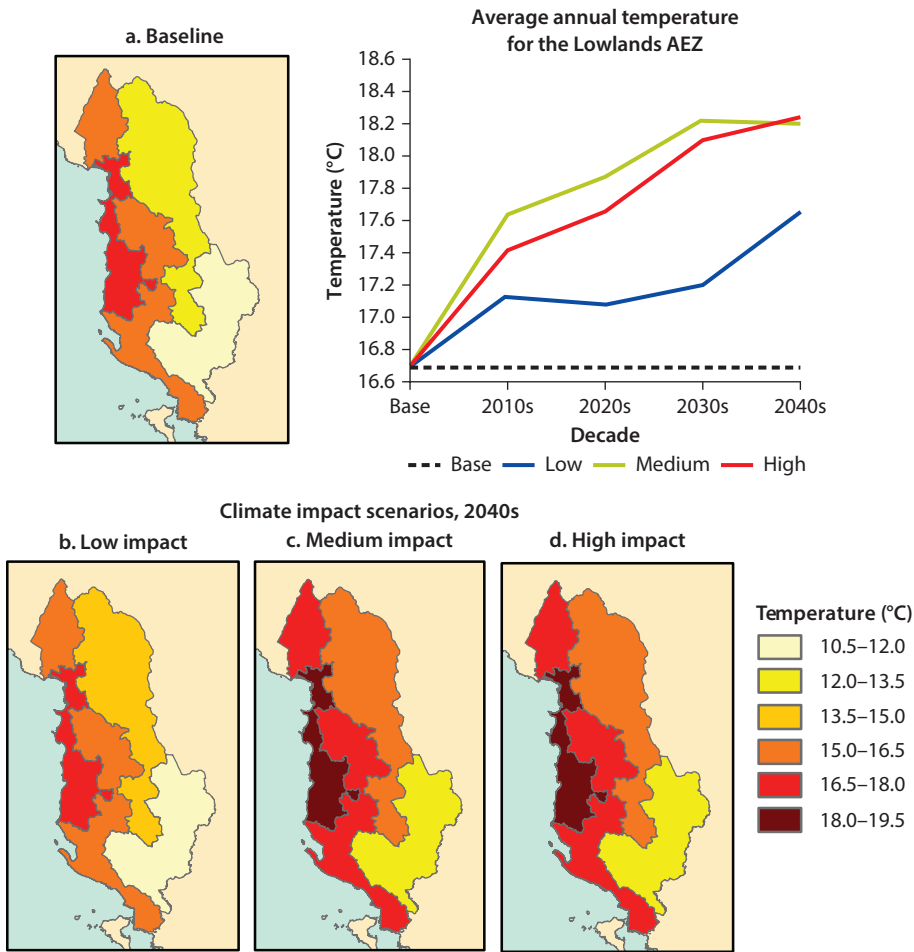 a. Baseline
Average annual temperature
for the Lowlands AEZ
Temperature (°C)
18.6
18.4
18.2
18.0
17.8
17.6
17.4
17.2
17.0
16.8
16.6
Base
2010s
2020s
2030s
2040s
Decade
Base
Low
Medium
High
Climate impact scenarios, 2040s
b. Low impact
c. Medium impact
d. High impact
Temperature (°C)
10.5–12.0
12.0–13.5
13.5–15.0
15.0–16.5
16.5–18.0
18.0–19.5